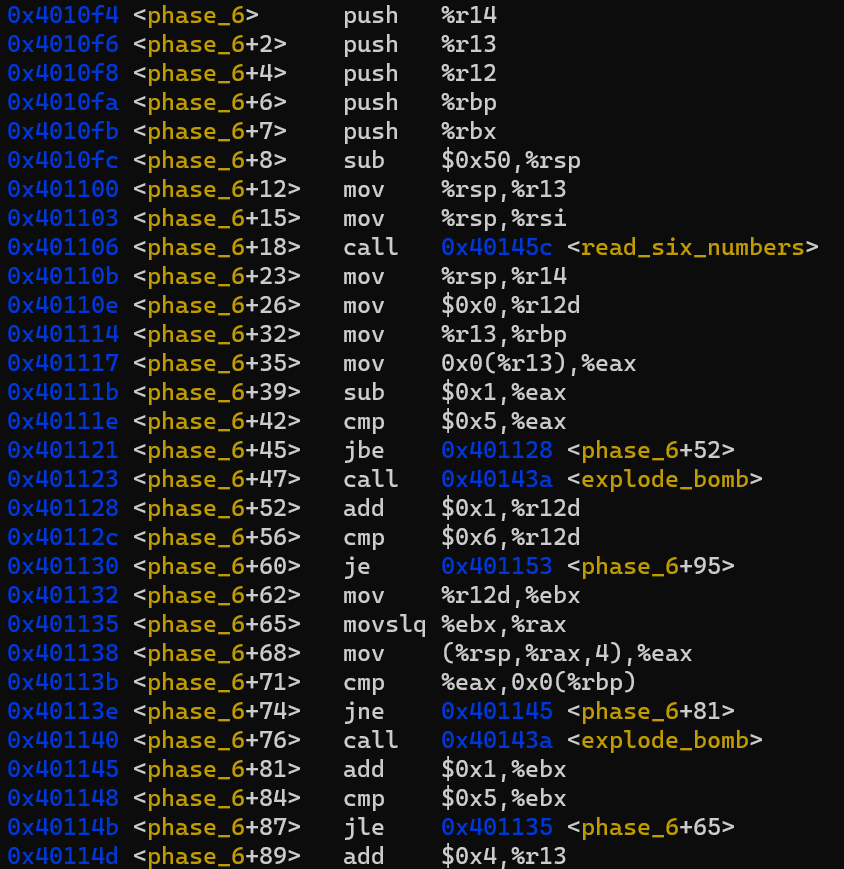 0x4010f4 <phase_6>      push   %r14
0x4010f6 <phase_6+2>    push   %r13
0x4010f8 <phase_6+4>    push   %r12
0x4010fa <phase_6+6>    push   %rbp
0x4010fb <phase_6+7>    push   %rbx
0x4010fc <phase_6+8>    sub    $0x50,%rsp
0x401100 <phase_6+12>   mov    %rsp,%r13
0x401103 <phase_6+15>   mov    %rsp,%rsi
0x401106 <phase_6+18>   call   0x40145c <read_six_numbers>
0x40110b <phase_6+23>   mov    %rsp,%r14
0x40110e <phase_6+26>   mov    $0x0,%r12d
0x401114 <phase_6+32>   mov    %r13,%rbp
0x401117 <phase_6+35>   mov    0x0(%r13),%eax
0x40111b <phase_6+39>   sub    $0x1,%eax
0x40111e <phase_6+42>   cmp    $0x5,%eax
0x401121 <phase_6+45>   jbe    0x401128 <phase_6+52>
0x401123 <phase_6+47>   call   0x40143a <explode_bomb>
0x401128 <phase_6+52>   add    $0x1,%r12d
0x40112c <phase_6+56>   cmp    $0x6,%r12d
0x401130 <phase_6+60>   je     0x401153 <phase_6+95>
0x401132 <phase_6+62>   mov    %r12d,%ebx
0x401135 <phase_6+65>   movslq %ebx,%rax
0x401138 <phase_6+68>   mov    (%rsp,%rax,4),%eax
0x40113b <phase_6+71>   cmp    %eax,0x0(%rbp)
0x40113e <phase_6+74>   jne    0x401145 <phase_6+81>
0x401140 <phase_6+76>   call   0x40143a <explode_bomb>
0x401145 <phase_6+81>   add    $0x1,%ebx
0x401148 <phase_6+84>   cmp    $0x5,%ebx
0x40114b <phase_6+87>   jle    0x401135 <phase_6+65>
0x40114d <phase_6+89>   add    $0x4,%r13